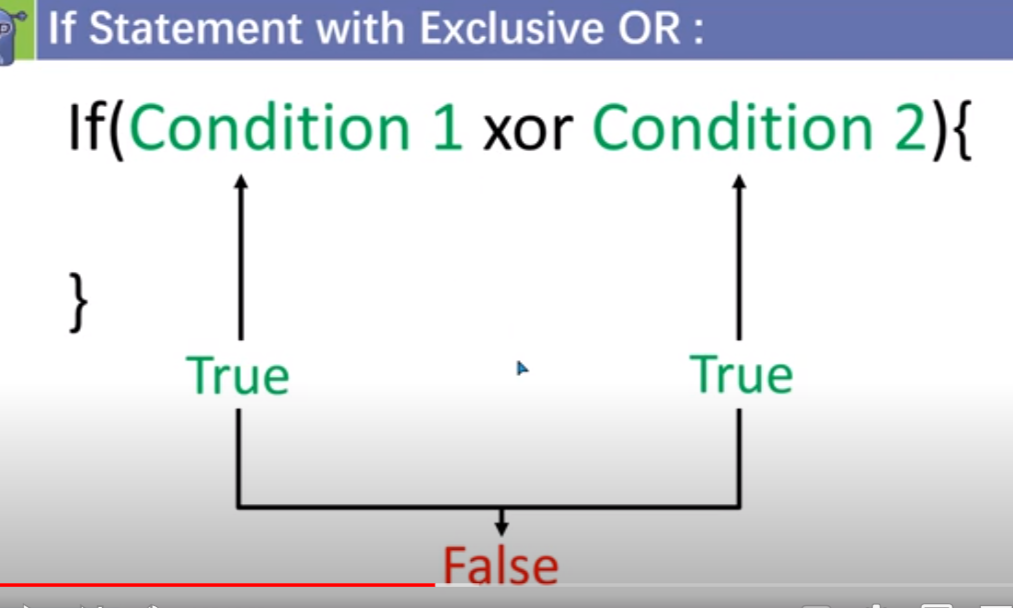 If Statement with Exclusive OR :
If(Condition 1 xor Condition 2){
}
True True
False